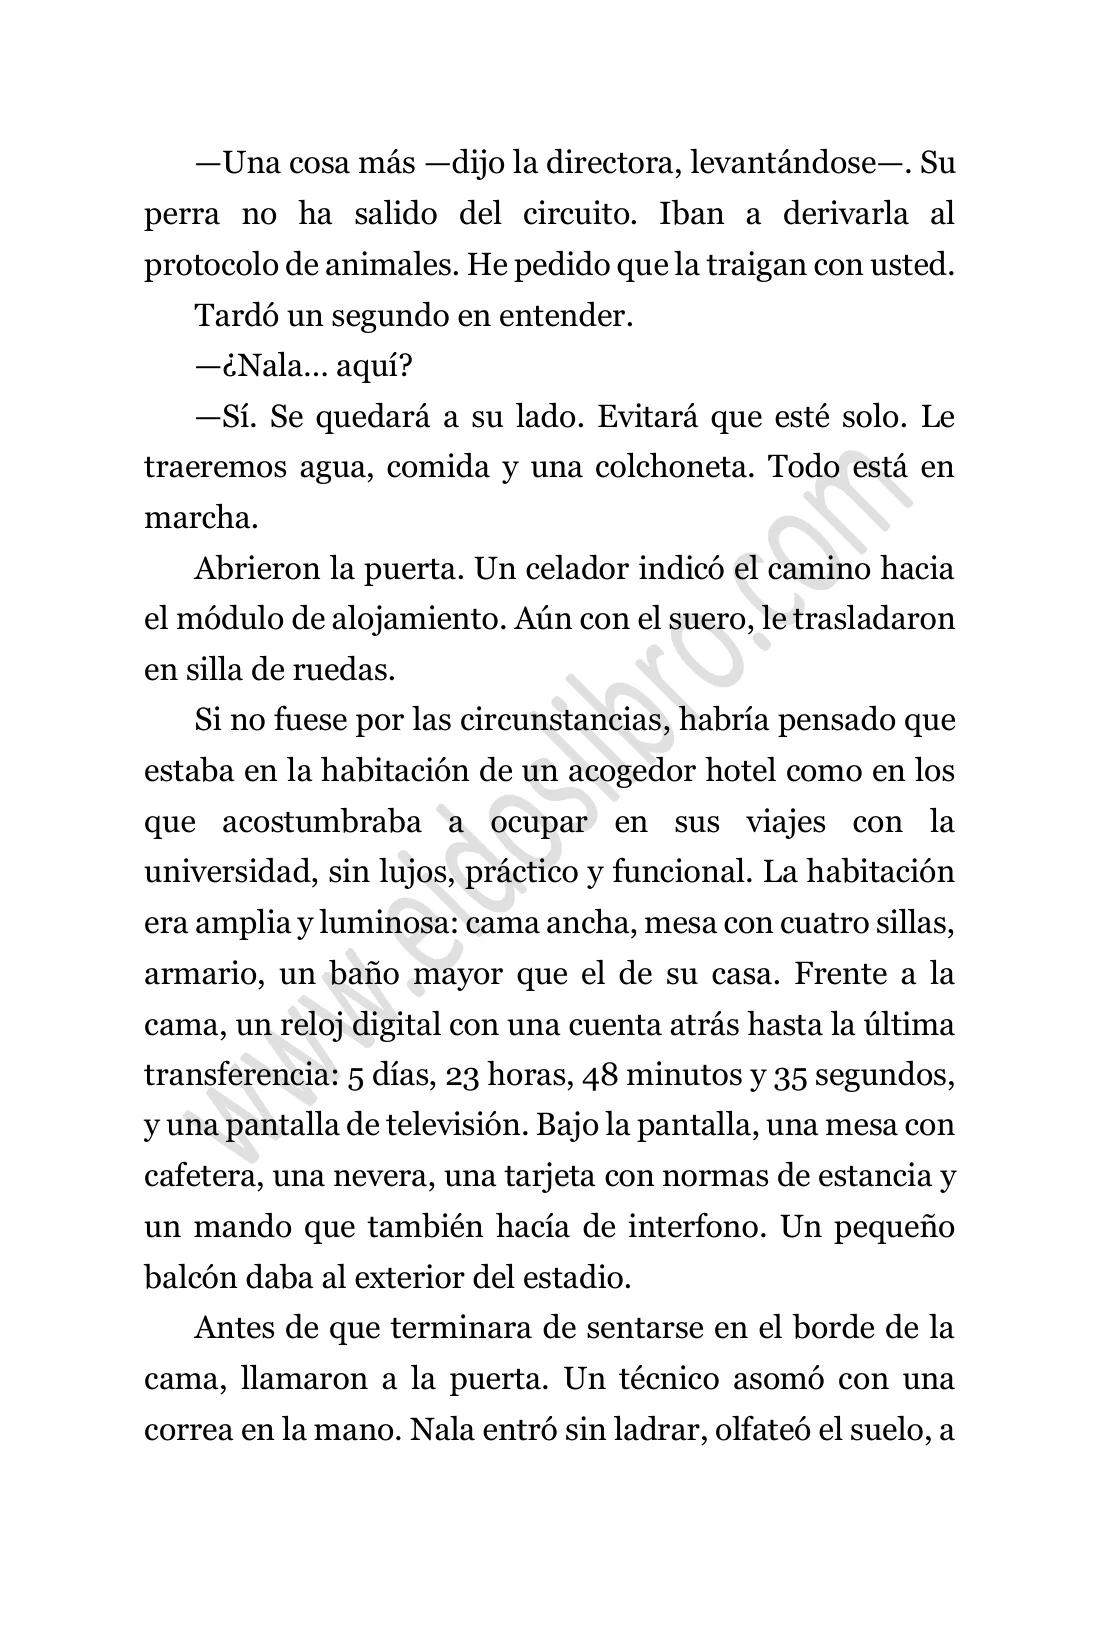 —Una cosa más —dijo la directora, levantándose—. Su
perra no ha salido del circuito. Iban a derivarla al
protocolo de animales. He pedido que la traigan con usted.
Tardó un segundo en entender.
—¿Nala… aquí?
—Sí. Se quedará a su lado. Evitará que esté solo. Le
traeremos agua, comida y una colchoneta. Todo está en
marcha.
Abrieron la puerta. Un celador indicó el camino hacia
el módulo de alojamiento. Aún con el suero, le trasladaron
en silla de ruedas.
Si no fuese por las circunstancias, habría pensado que
estaba en la habitación de un acogedor hotel como en los
que acostumbraba a ocupar en sus viajes con la
universidad, sin lujos, práctico y funcional. La habitación
era amplia y luminosa: cama ancha, mesa con cuatro sillas,
armario, un baño mayor que el de su casa. Frente a la
cama, un reloj digital con una cuenta atrás hasta la última
transferencia: 5 días, 23 horas, 48 minutos y 35 segundos,
y una pantalla de televisión. Bajo la pantalla, una mesa con
cafetera, una nevera, una tarjeta con normas de estancia y
un mando que también hacía de interfono. Un pequeño
balcón daba al exterior del estadio.
Antes de que terminara de sentarse en el borde de la
cama, llamaron a la puerta. Un técnico asomó con una
correa en la mano. Nala entró sin ladrar, olfateó el suelo, a
www.eidoslibro.com